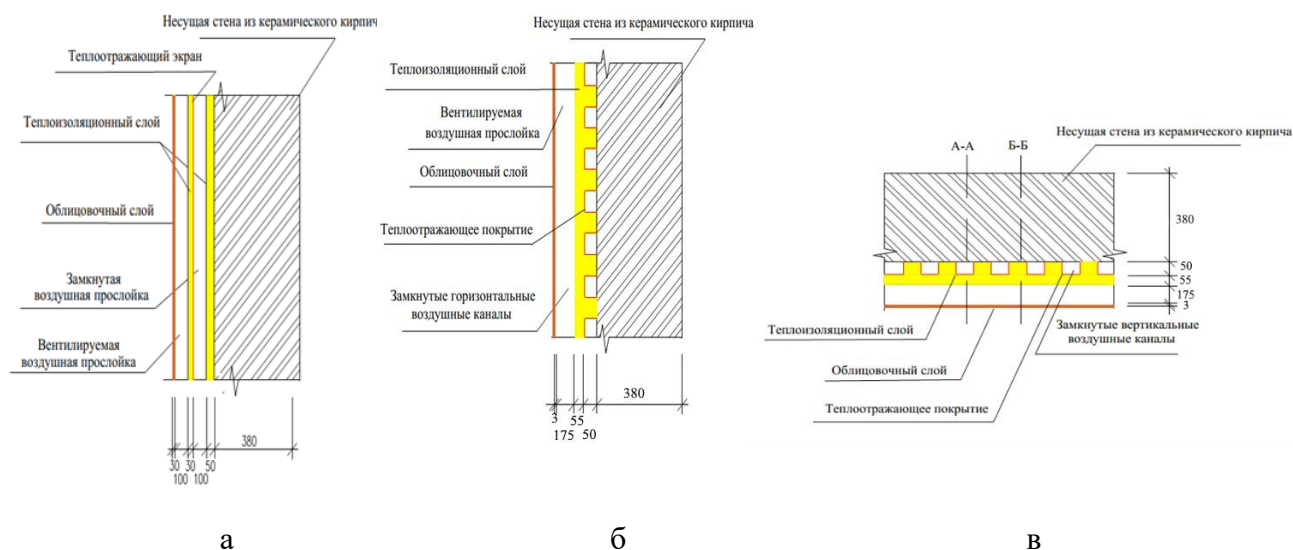 Несущая стена из керамического кирпич
Теплоотражающий экран
Теплоизоляционный слой
Облицовочный слой
Замкнутая
воздушная прослойка
Вентилируемая
воздушная прослойка
380
30
30
50
100
100
а
Несущая стена из керамического кирпича
Теплоизоляционный слой
Вентилируемая
воздушная прослойка
Облицовочный слой
Теплоотражающее покрытие
Замкнутые горизонтальные
воздушные каналы
3
55
380
175
50
б
Несущая стена из керамического кирпича
А-А
Б-Б
380
50
55
175
3
Теплоизоляционный слой
Замкнутые вертикальные
воздушные каналы
Облицовочный слой
Теплоотражающее покрытие
в